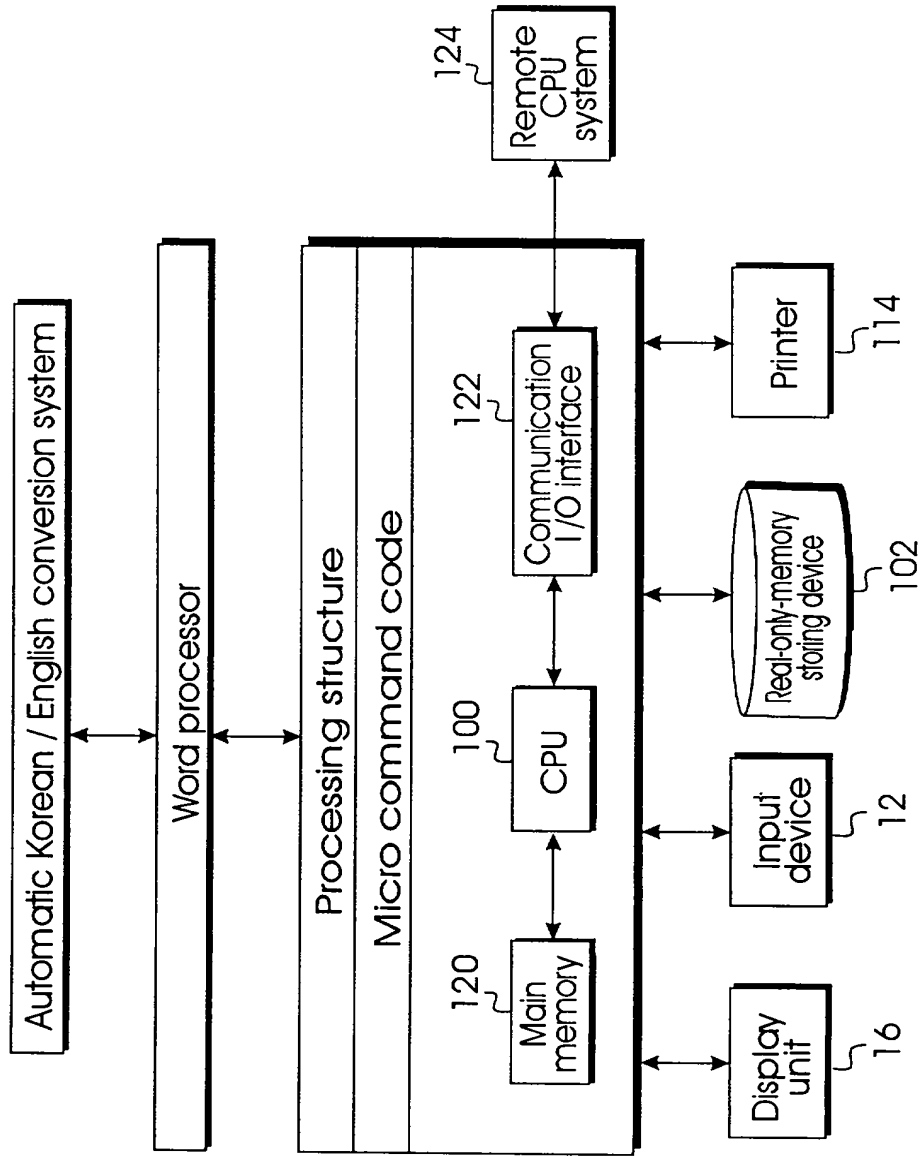 Automatic Korean / English conversion system
Word processor
Processing structure
Micro command code
120
Main
memory
100
CPU
122
Communication
I/O interface
124
Remote
CPU
system
Display
unit
16
Input
device
12
Real-only-memory
storing device
102
Printer
114